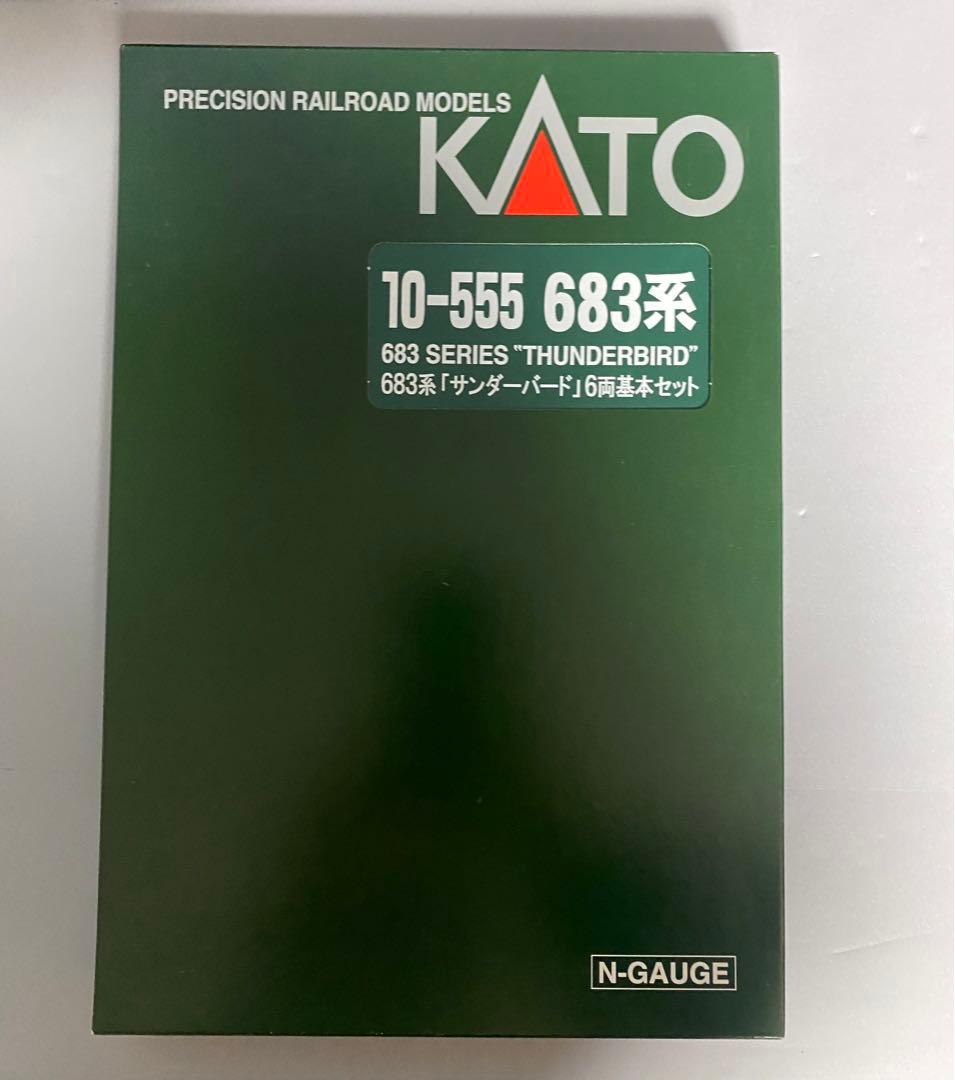 PRECISION RAILROAD MODELS
KATO
10-555 683系
683 SERIES "THUNDERBIRD"
683系「サンダーバード」6両基本セット
N-GAUGE